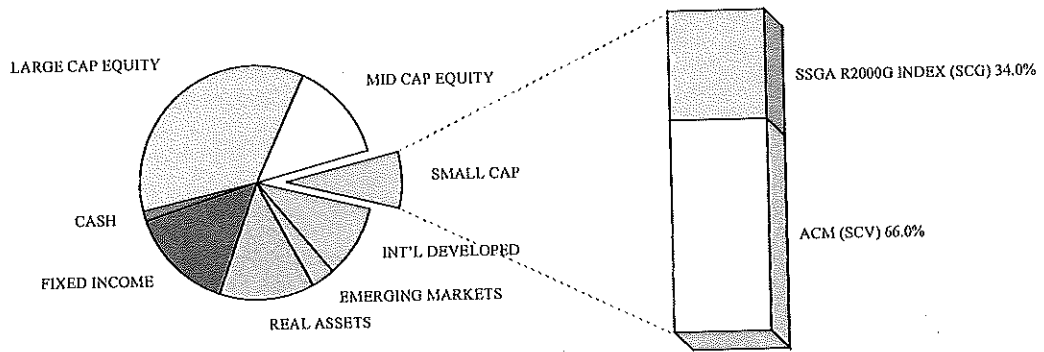 LARGE CAP EQUITY
MID CAP EQUITY
SSGA R2000G INDEX (SCG) 34.0%
SMALL CAP
CASH
ACM (SCV) 66.0%
INT'L DEVELOPED
FIXED INCOME
EMERGING MARKETS
REAL ASSETS